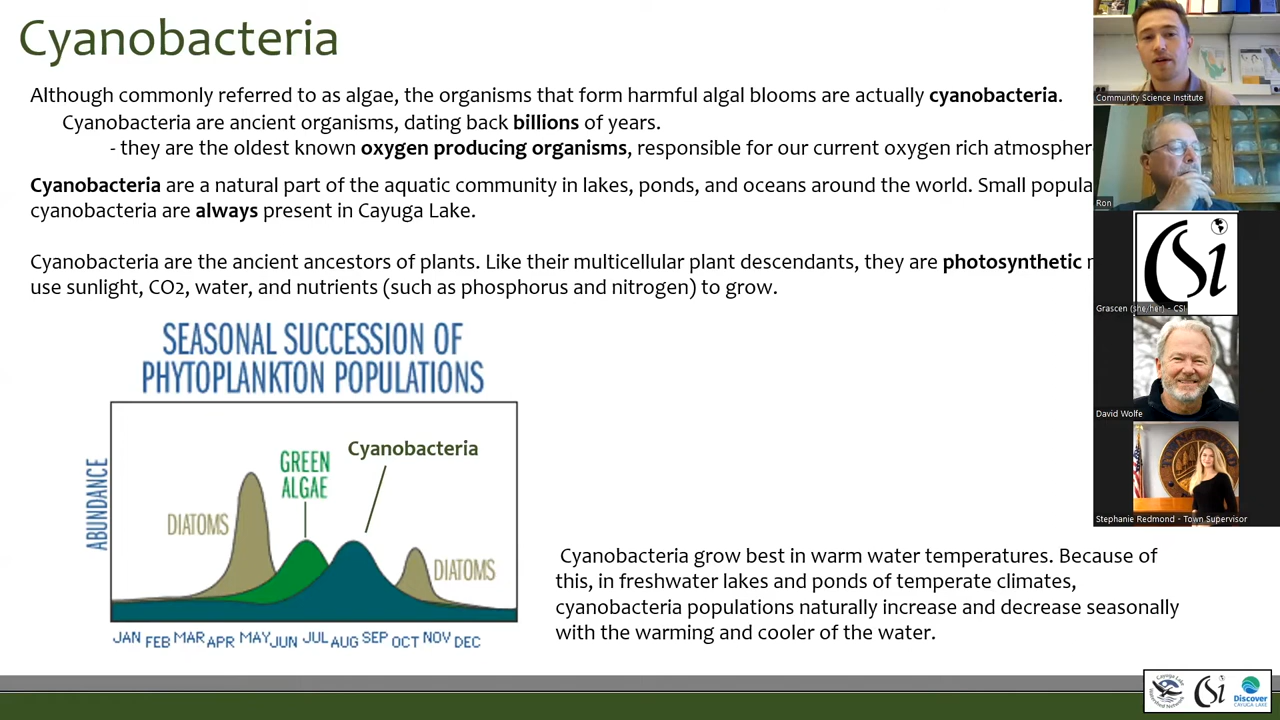 Cyanobacteria
Although commonly referred to as algae, the organisms that form harmful algal blooms are actually cyanobacteria.
Cyanobacteria are ancient organisms, dating back billions of years.
- they are the oldest known oxygen producing organisms, responsible for our current oxygen rich atmospher
Cyanobacteria are a natural part of the aquatic community in lakes, ponds, and oceans around the world. Small popula
cyanobacteria are always present in Cayuga Lake.
Cyanobacteria are the ancient ancestors of plants. Like their multicellular plant descendants, they are photosynthetic
use sunlight, CO2, water, and nutrients (such as phosphorus and nitrogen) to grow.
SEASONAL SUCCESSION OF
PHYTOPLANKTON POPULATIONS
ABUNDANCE
DIATOMS
GREEN
ALGAE
Cyanobacteria
DIATOMS
JAN FEB MAR APR MAY JUN JUL AUG SEP OCT NOV DEC
Cyanobacteria grow best in warm water temperatures. Because of
this, in freshwater lakes and ponds of temperate climates,
cyanobacteria populations naturally increase and decrease seasonally
with the warming and cooler of the water.
Community Science Institute
Ron
CSi
Grascen (she/her) - CSI
David Wolfe
Stephanie Redmond - Town Supervisor
Cayuga Lake
Watershed Network
CSi
Discover
CAYUGA LAKE